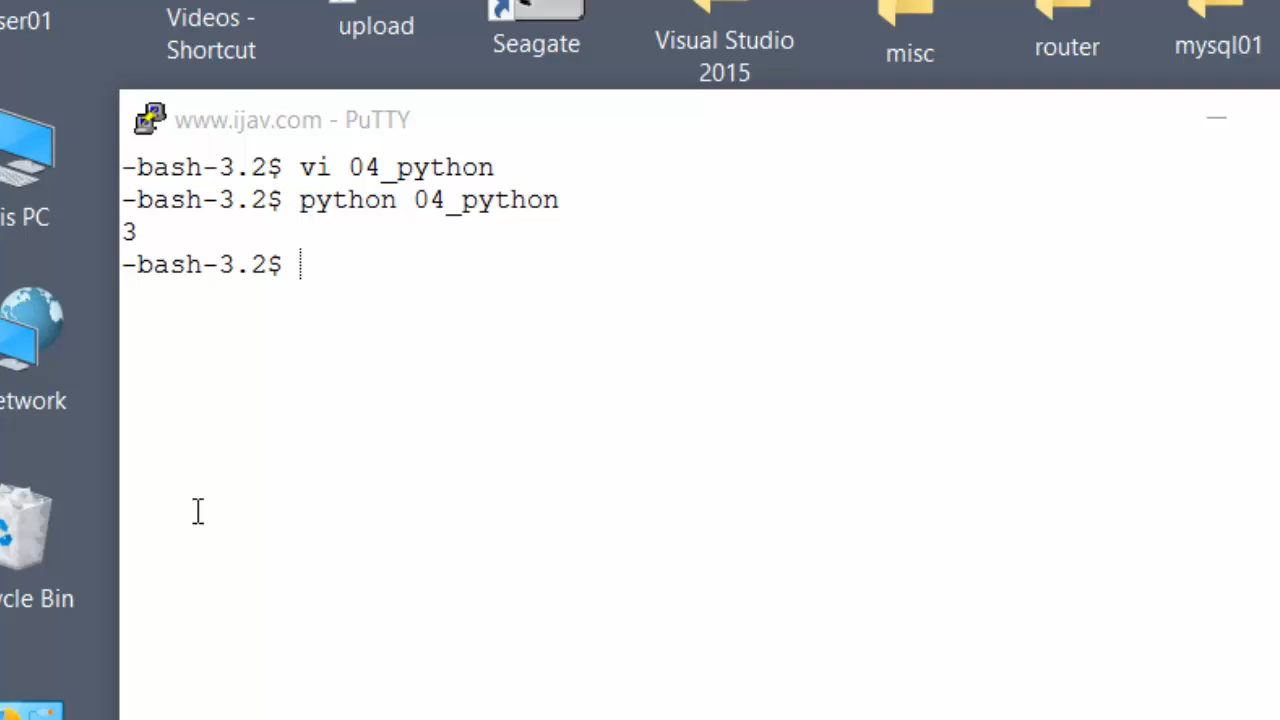 ser01
Videos -
Shortcut
upload
Seagate
Visual Studio
2015
misc
router
mysql01
www.ijav.com - PuTTY
-bash-3.2$ vi 04_python
-bash-3.2$ python 04_python
3
-bash-3.2$
is PC
etwork
ycle Bin